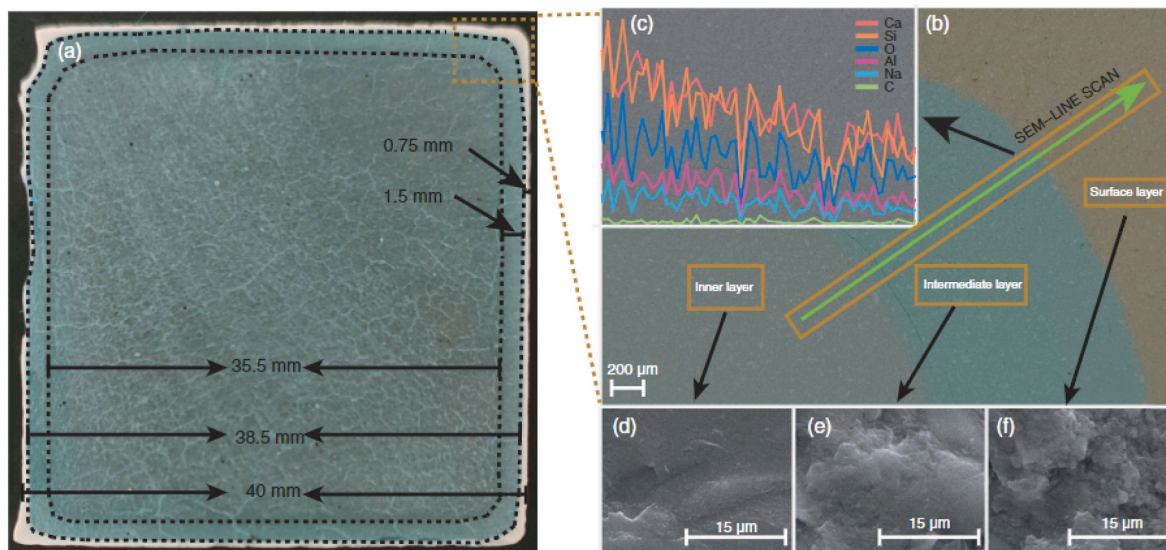 (a)
0.75 mm
1.5 mm
35.5 mm
38.5 mm
40 mm
(c)
Ca
Si
O
Al
Na
C
(b)
SEM--LINE SCAN
Surface layer
Inner layer
Intermediate layer
200 µm
(d)
15 µm
(e)
15 µm
(f)
15 µm